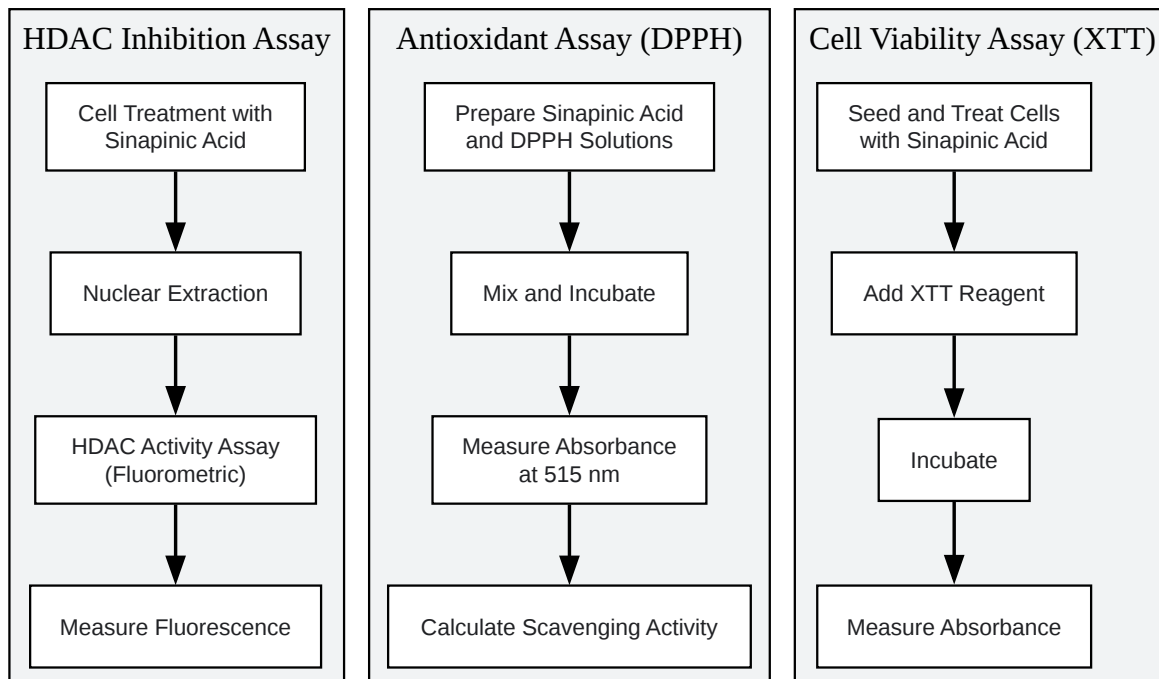 HDAC Inhibition Assay
Cell Treatment with
Sinapinic Acid
Nuclear Extraction
HDAC Activity Assay
(Fluorometric)
Measure Fluorescence
Antioxidant Assay (DPPH)
Prepare Sinapinic Acid
and DPPH Solutions
Mix and Incubate
Measure Absorbance
at 515 nm
Calculate Scavenging Activity
Cell Viability Assay (XTT)
Seed and Treat Cells
with Sinapinic Acid
Add XTT Reagent
Incubate
Measure Absorbance